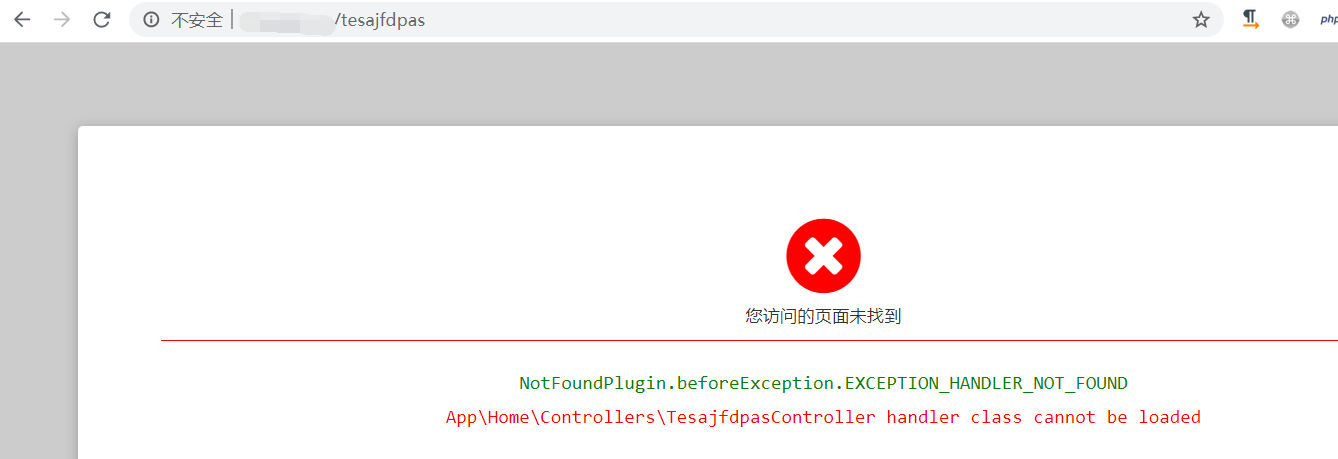 不安全 | /tesajfdpas
php
您访问的页面未找到
NotFoundPlugin.beforeException.EXCEPTION_HANDLER_NOT_FOUND
App\Home\Controllers\TesajfdpasController handler class cannot be loaded